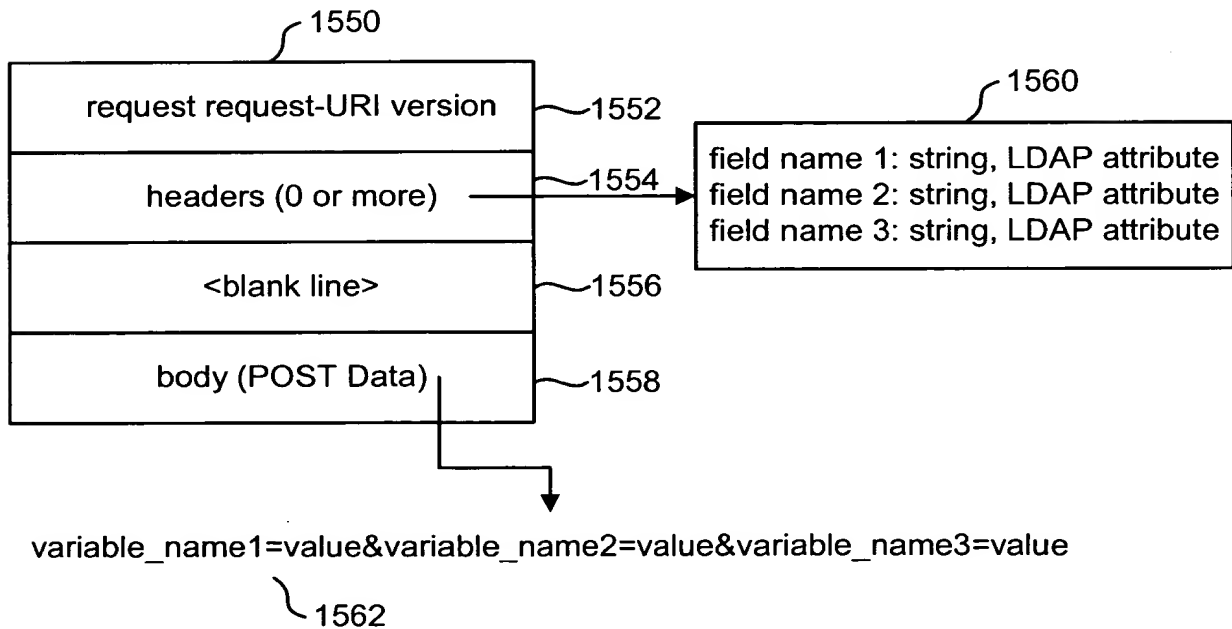 1550
request request-URI version
1552
1560
headers (0 or more)
1554
field name 1: string, LDAP attribute
field name 2: string, LDAP attribute
field name 3: string, LDAP attribute
<blank line>
1556
body (POST Data)
1558
variable_name1=value&variable_name2=value&variable_name3=value
1562